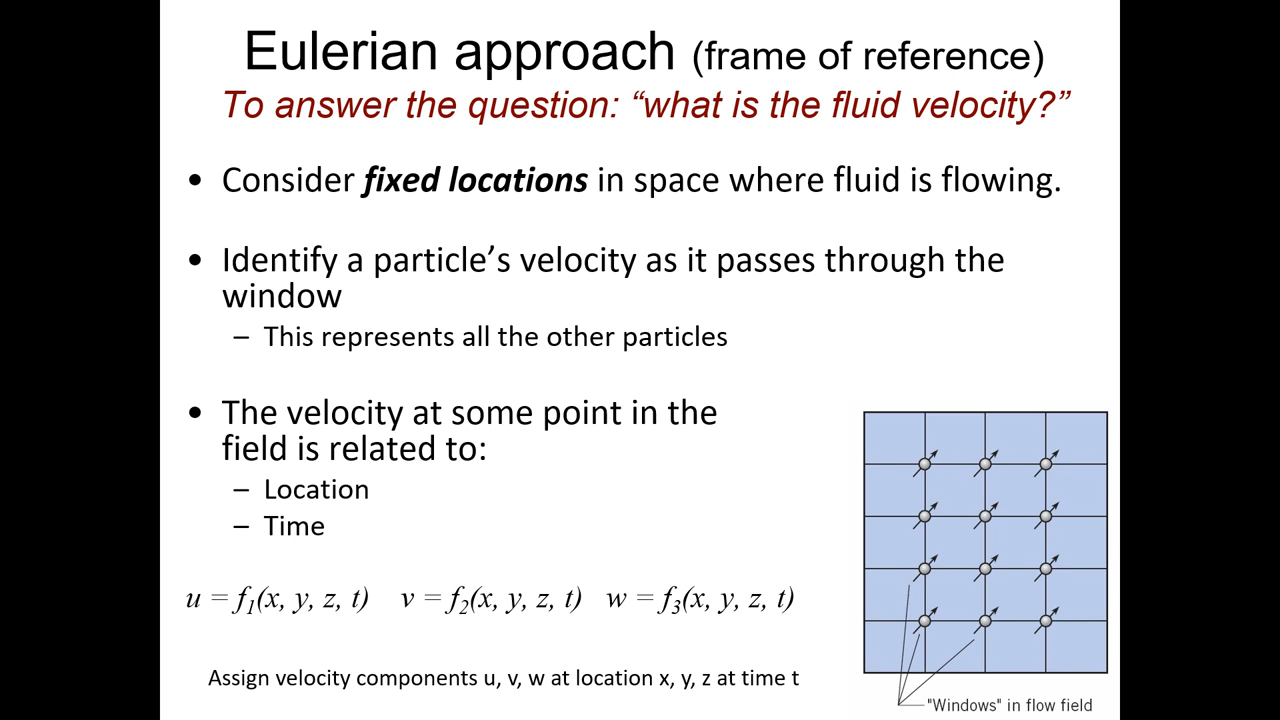 Eulerian approach (frame of reference)
To answer the question: “what is the fluid velocity?”
• Consider fixed locations in space where fluid is flowing.
• Identify a particle’s velocity as it passes through the
window
– This represents all the other particles
• The velocity at some point in the
field is related to:
– Location
– Time
u = f1(x, y, z, t) v = f2(x, y, z, t) w = f3(x, y, z, t)
Assign velocity components u, v, w at location x, y, z at time t
"Windows" in flow field